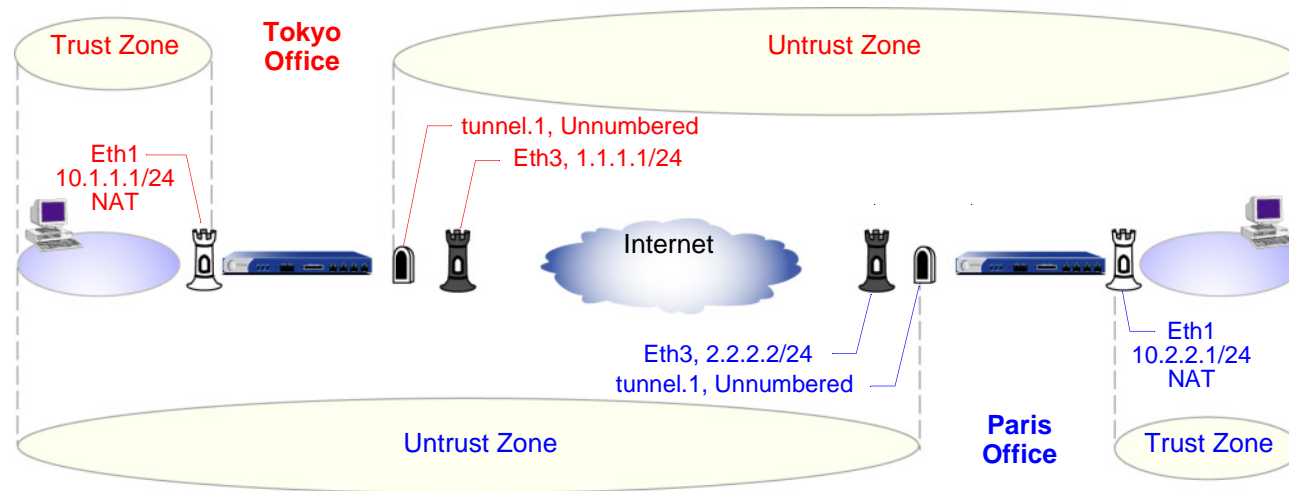 Trust Zone
Tokyo
Office
Untrust Zone
tunnel.1, Unnumbered
Eth3, 1.1.1.1/24
Eth1
10.1.1.1/24
NAT
Internet
Eth3, 2.2.2.2/24
tunnel.1, Unnumbered
Eth1
10.2.2.1/24
NAT
Untrust Zone
Paris
Office
Trust Zone